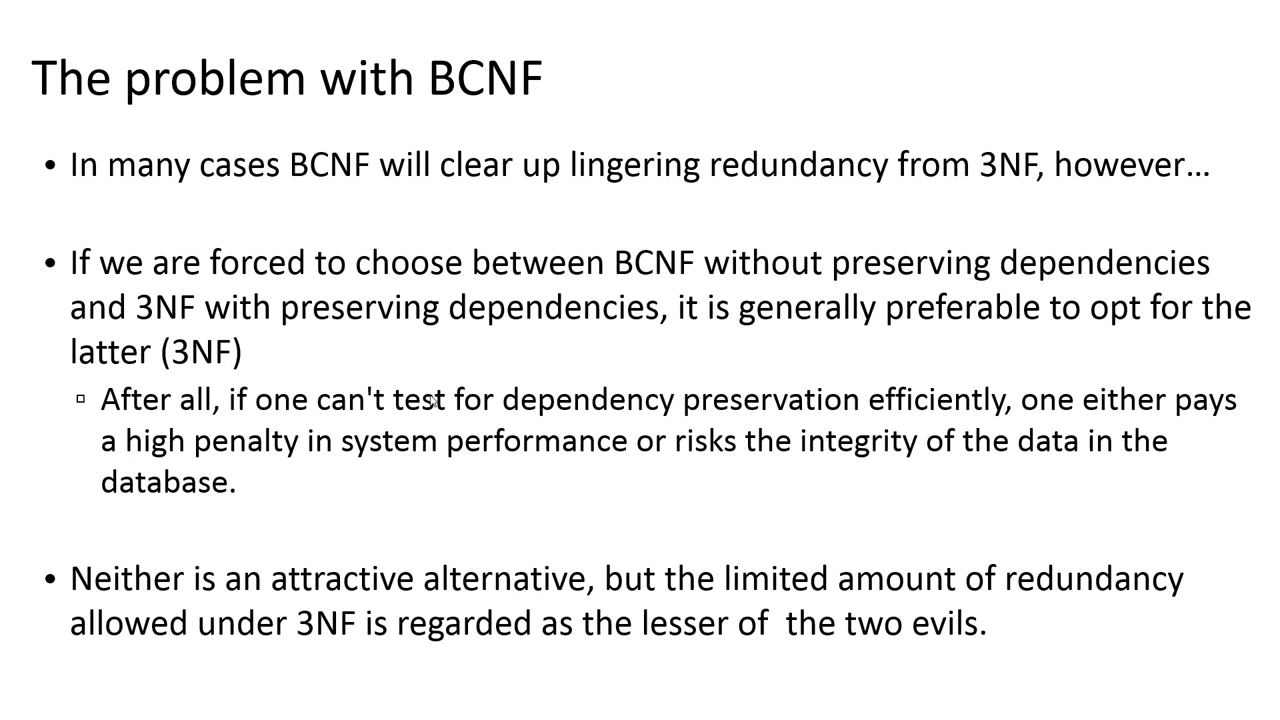 The problem with BCNF
• In many cases BCNF will clear up lingering redundancy from 3NF, however…
• If we are forced to choose between BCNF without preserving dependencies
and 3NF with preserving dependencies, it is generally preferable to opt for the
latter (3NF)
▫ After all, if one can't test for dependency preservation efficiently, one either pays
a high penalty in system performance or risks the integrity of the data in the
database.
• Neither is an attractive alternative, but the limited amount of redundancy
allowed under 3NF is regarded as the lesser of  the two evils.